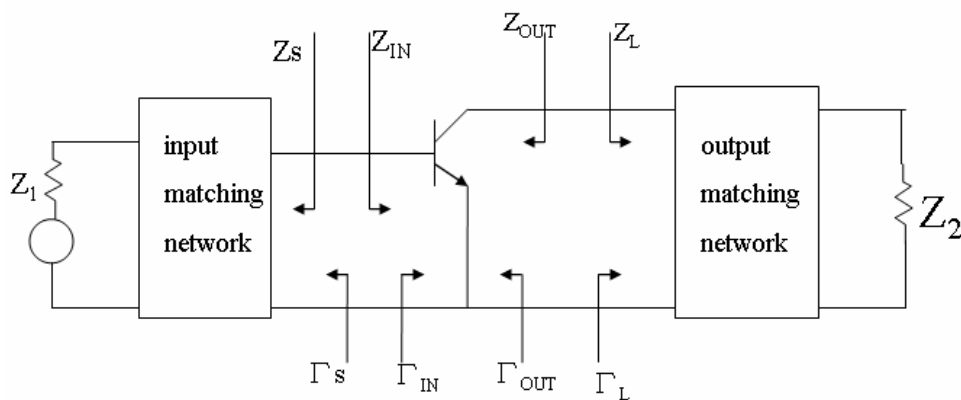 Zs
Z_IN
Z_OUT
Z_L
Z_1
input
matching
network
output
matching
network
Z_2
Γs
Γ_IN
Γ_OUT
Γ_L